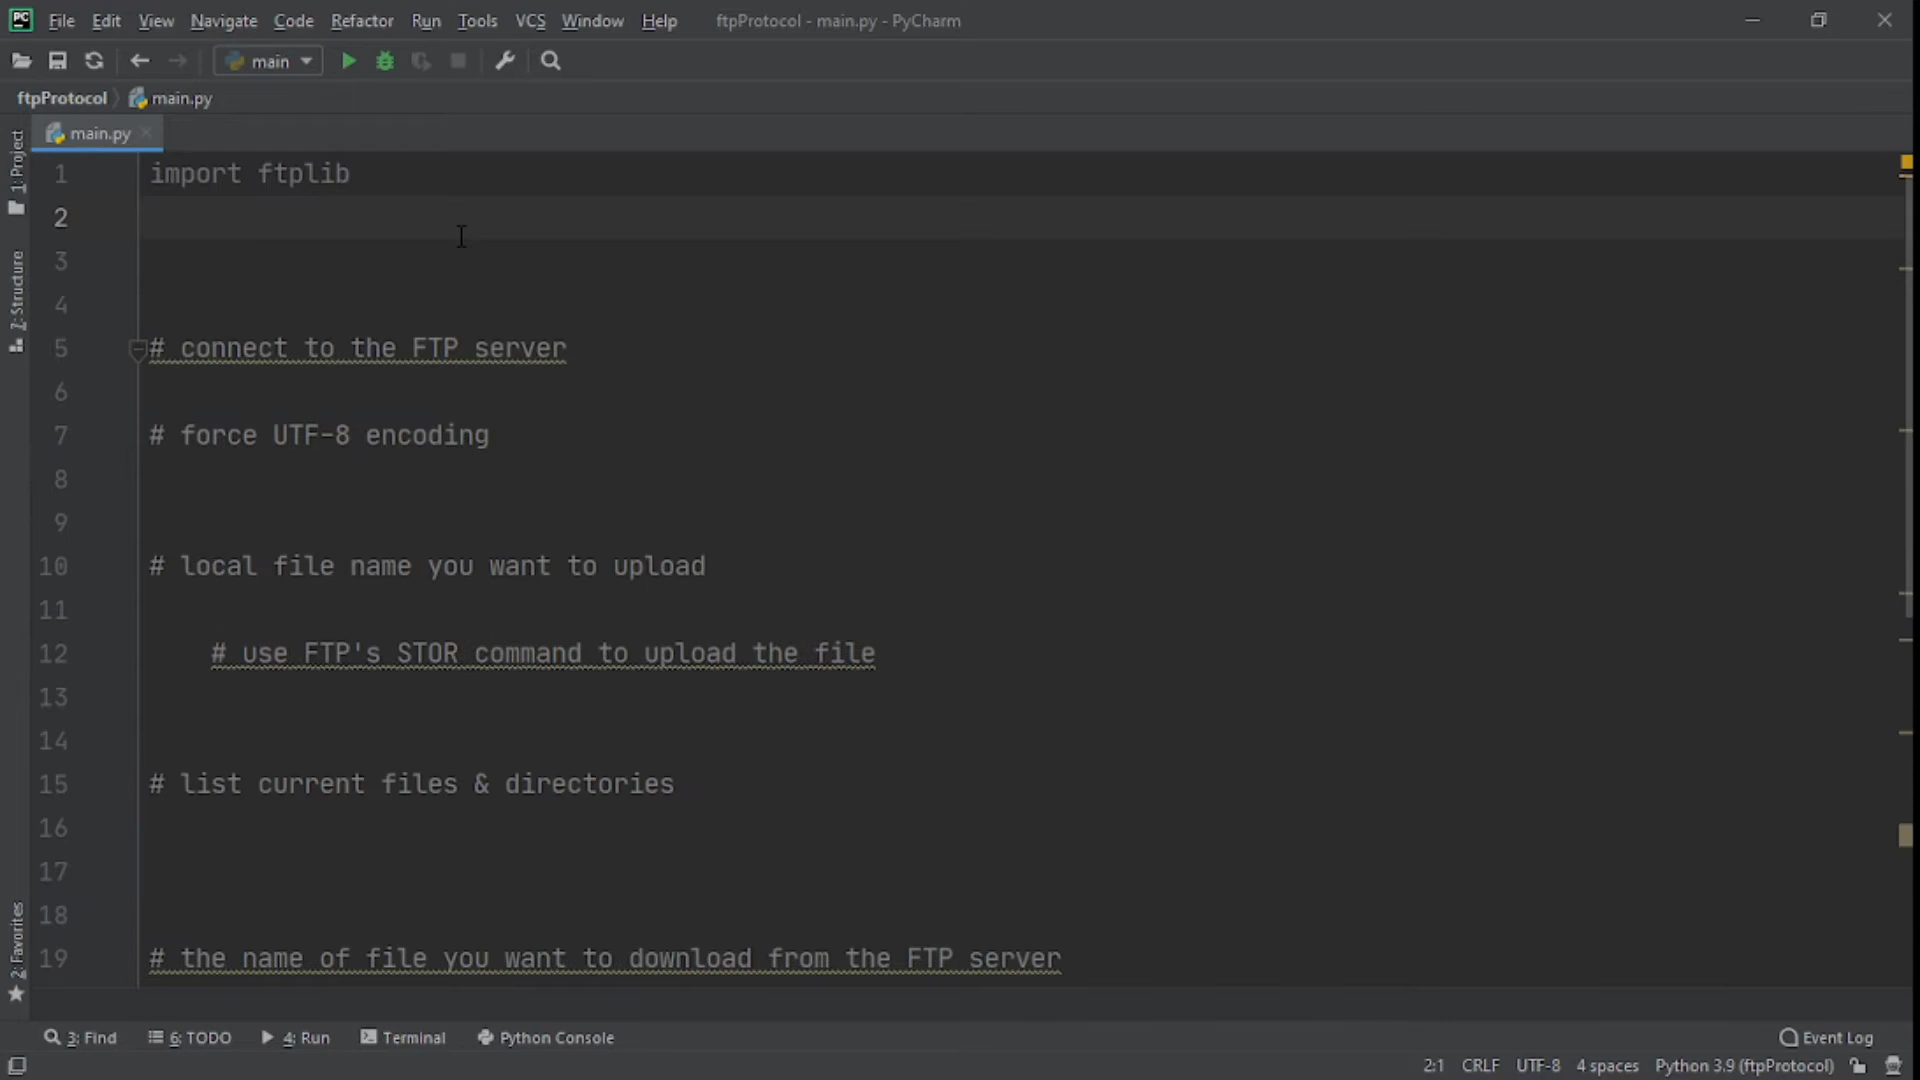 PC File Edit View Navigate Code Refactor Run Tools VCS Window Help ftpProtocol - main.py - PyCharm
main
ftpProtocol main.py
main.py
1: Project
7: Structure
2: Favorites
1 import ftplib
2
3
4
5 # connect to the FTP server
6
7 # force UTF-8 encoding
8
9
10 # local file name you want to upload
11
12 # use FTP's STOR command to upload the file
13
14
15 # list current files & directories
16
17
18
19 # the name of file you want to download from the FTP server
3: Find 6: TODO 4: Run Terminal Python Console Event Log
2:1 CRLF UTF-8 4 spaces Python 3.9 (ftpProtocol)